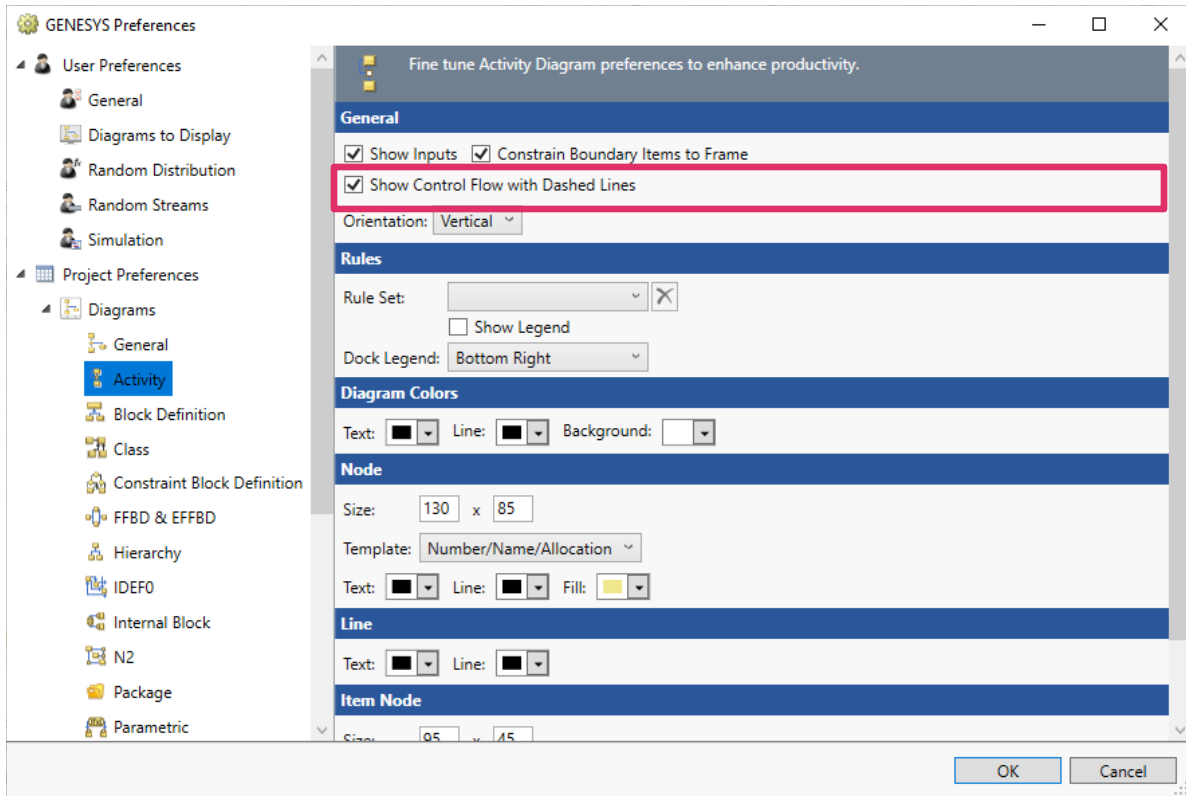 GENESYS Preferences
User Preferences
General
Diagrams to Display
Random Distribution
Random Streams
Simulation
Project Preferences
Diagrams
General
Activity
Block Definition
Class
Constraint Block Definition
FFBD & EFFBD
Hierarchy
IDEF0
Internal Block
N2
Package
Parametric
Fine tune Activity Diagram preferences to enhance productivity.
General
Show Inputs Constrain Boundary Items to Frame
Show Control Flow with Dashed Lines
Orientation: Vertical
Rules
Rule Set:
Show Legend
Dock Legend: Bottom Right
Diagram Colors
Text: Line: Background:
Node
Size: 130 x 85
Template: Number/Name/Allocation
Text: Line: Fill:
Line
Text: Line:
Item Node
Size: 95 x 45
OK Cancel